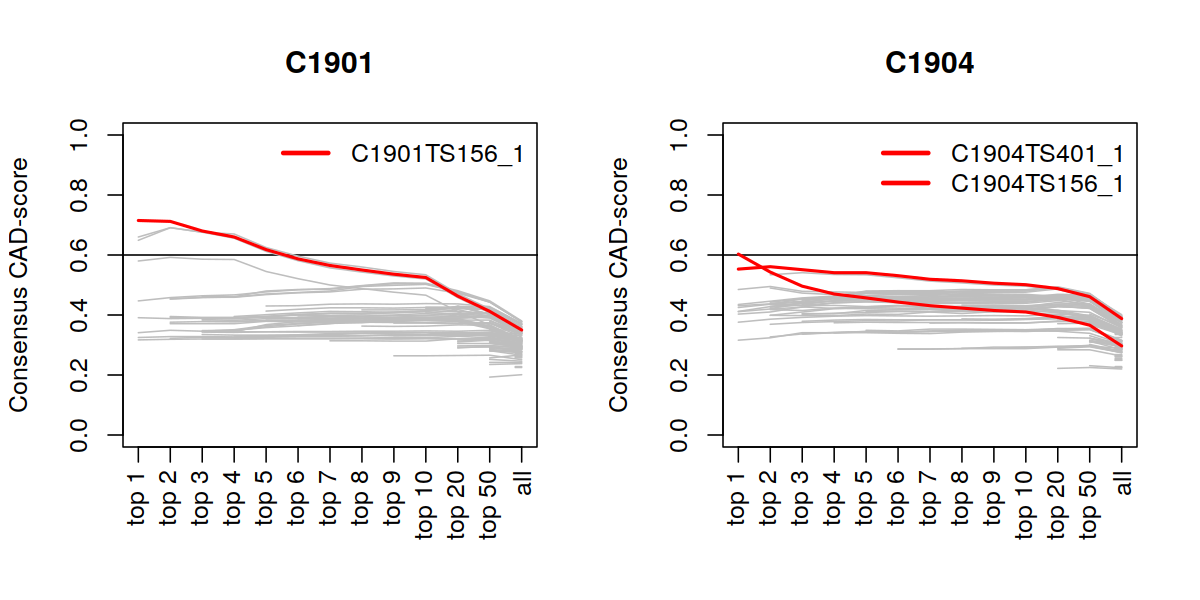 C1901
C1901TS156_1
Consensus CAD-score
1.0
0.8
0.6
0.4
0.2
0.0
top 1
top 2
top 3
top 4
top 5
top 6
top 7
top 8
top 9
top 10
top 20
top 50
all
C1904
C1904TS401_1
C1904TS156_1
Consensus CAD-score
1.0
0.8
0.6
0.4
0.2
0.0
top 1
top 2
top 3
top 4
top 5
top 6
top 7
top 8
top 9
top 10
top 20
top 50
all